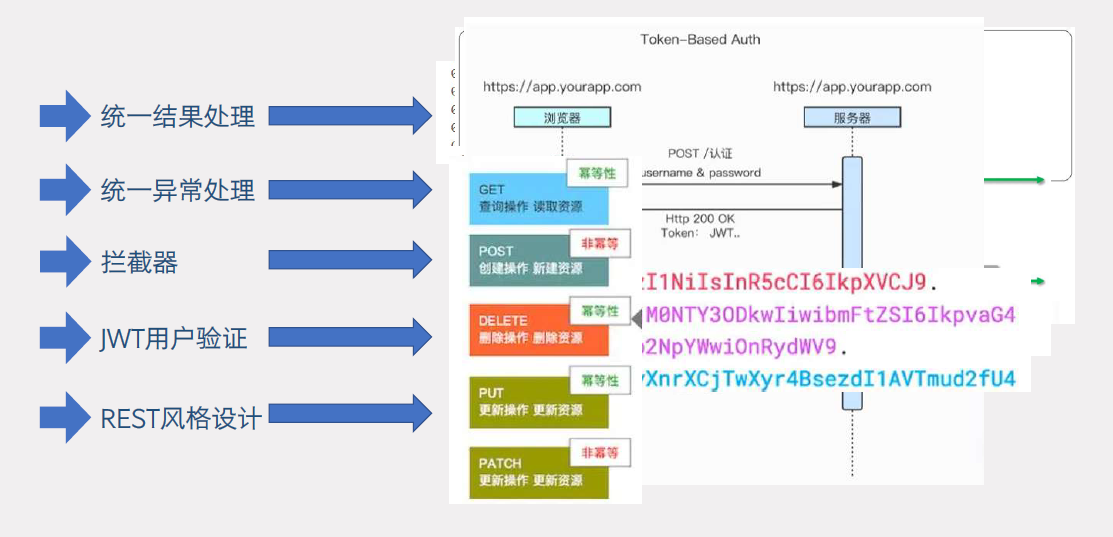 统一结果处理
统一异常处理
拦截器
JWT用户验证
REST风格设计
Token-Based Auth
https://app.yourapp.com
https://app.yourapp.com
浏览器
服务器
POST /认证
username & password
Http 200 OK
Token: JWT..
幂等性
GET
查询操作 读取资源
非幂等
POST
创建操作 新建资源
幂等性
DELETE
删除操作 删除资源
幂等性
PUT
更新操作 更新资源
非幂等
PATCH
更新操作 更新资源
zI1NiIsInR5cCI6IkpXVCJ9.
M0NTY3ODkwIiwibmFtZSI6IkpvaG4
2NpYWwiOnRydWV9.
XnrXCjTwXyr4BsezdI1AVTmud2fU4